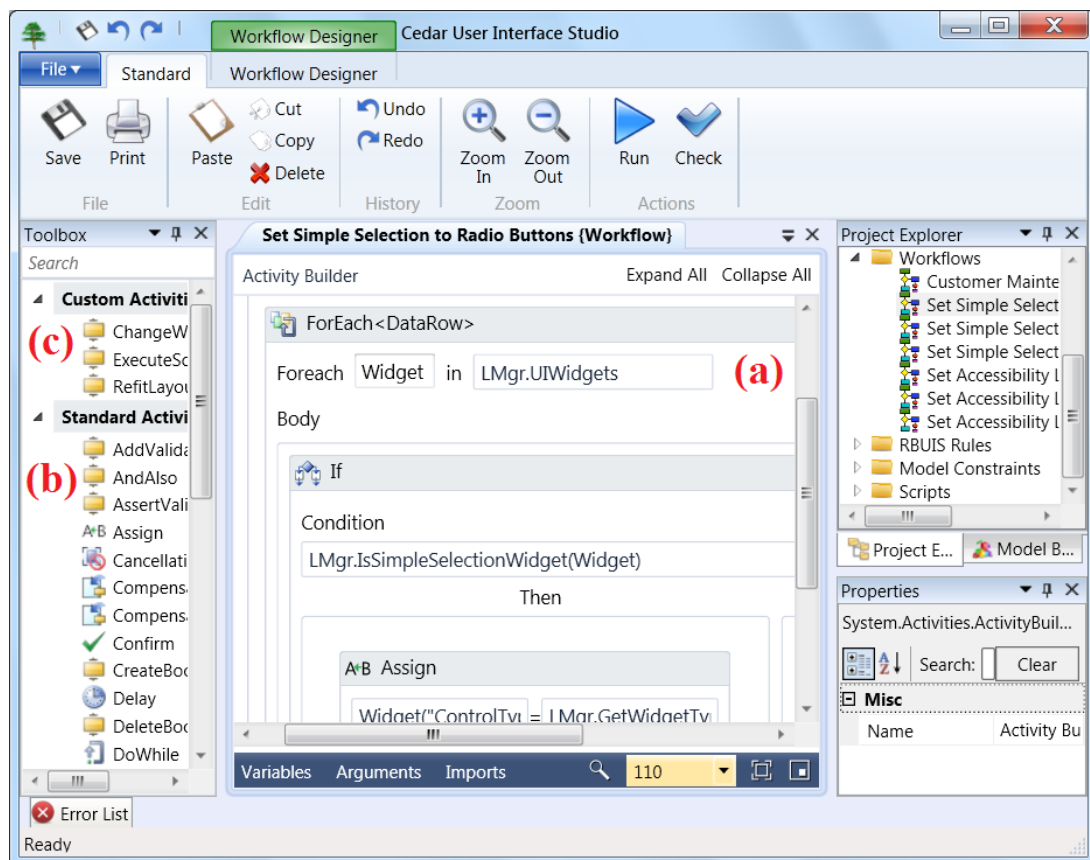 Workflow Designer Cedar User Interface Studio
File Standard Workflow Designer
Save Print Paste Cut Copy Delete Undo Redo Zoom In Zoom Out Run Check
File Edit History Zoom Actions
Toolbox
Search
Custom Activiti
(c)
ChangeW
ExecuteSc
RefitLayou
Standard Activi
(b)
AddValida
AndAlso
AssertVali
A+B Assign
Cancellati
Compens
Compens
Confirm
CreateBoo
Delay
DeleteBoo
DoWhile
Set Simple Selection to Radio Buttons {Workflow}
Activity Builder Expand All Collapse All
ForEach<DataRow>
Foreach Widget in LMgr.UIWidgets
(a)
Body
If
Condition
LMgr.IsSimpleSelectionWidget(Widget)
Then
A+B Assign
Widget("ControlTy = LMgr.GetWidgetTy
Variables Arguments Imports 110
Project Explorer
Workflows
Customer Mainte
Set Simple Select
Set Simple Select
Set Simple Select
Set Accessibility L
Set Accessibility L
Set Accessibility L
RBUIS Rules
Model Constraints
Scripts
Project E... Model B...
Properties
System.Activities.ActivityBuil...
Search: Clear
Misc
Name Activity Bu
Error List
Ready